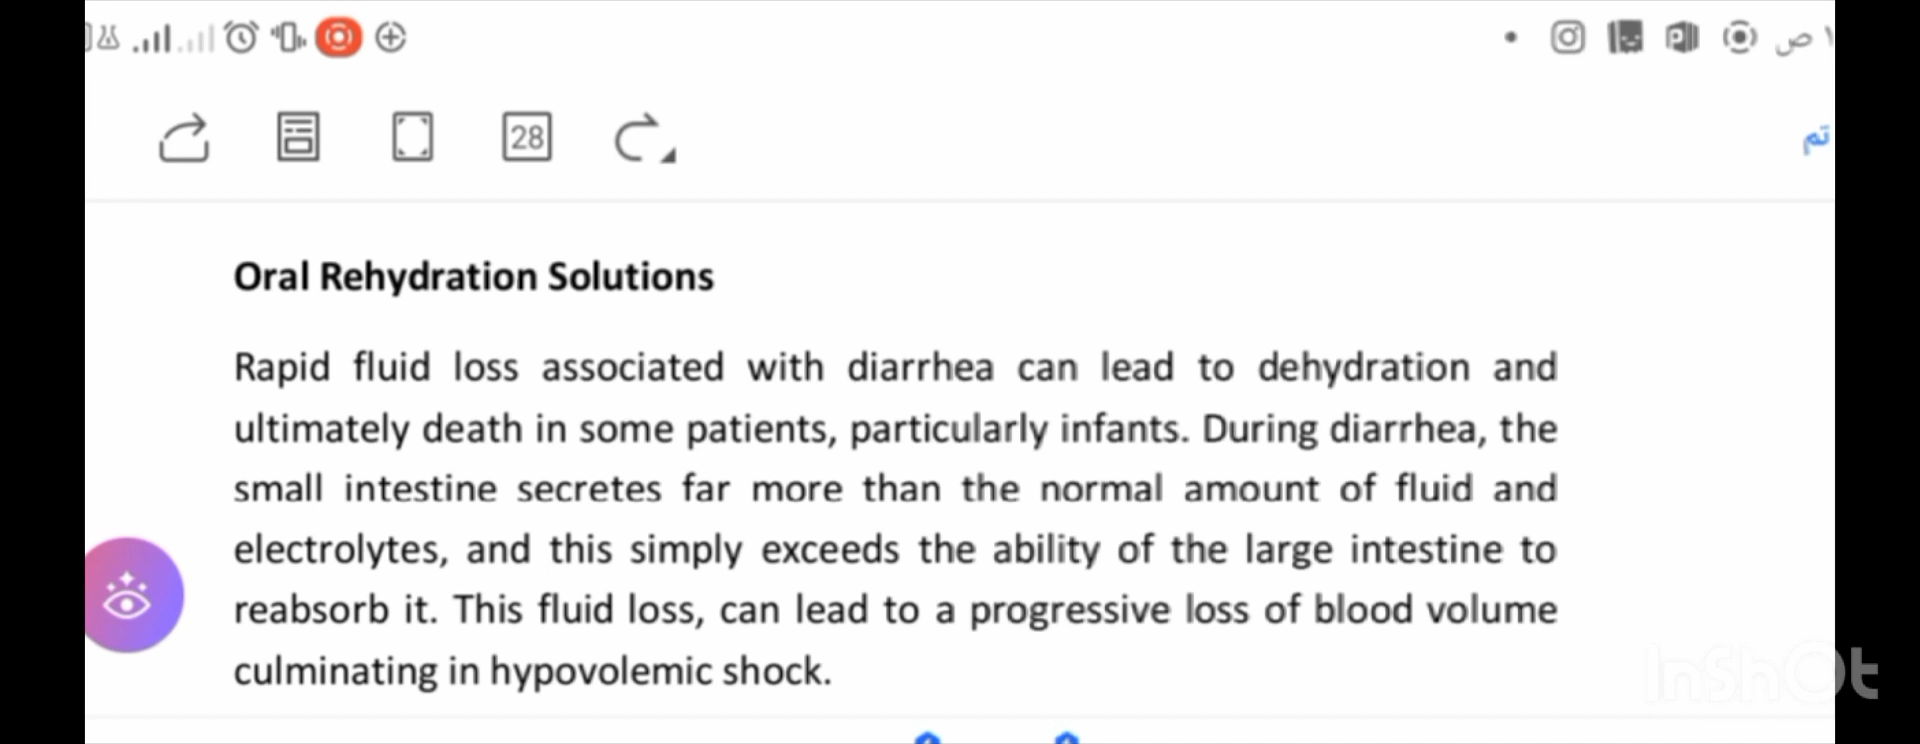 ص ١
28
تم
Oral Rehydration Solutions
Rapid fluid loss associated with diarrhea can lead to dehydration and
ultimately death in some patients, particularly infants. During diarrhea, the
small intestine secretes far more than the normal amount of fluid and
electrolytes, and this simply exceeds the ability of the large intestine to
reabsorb it. This fluid loss, can lead to a progressive loss of blood volume
culminating in hypovolemic shock.
InShOt